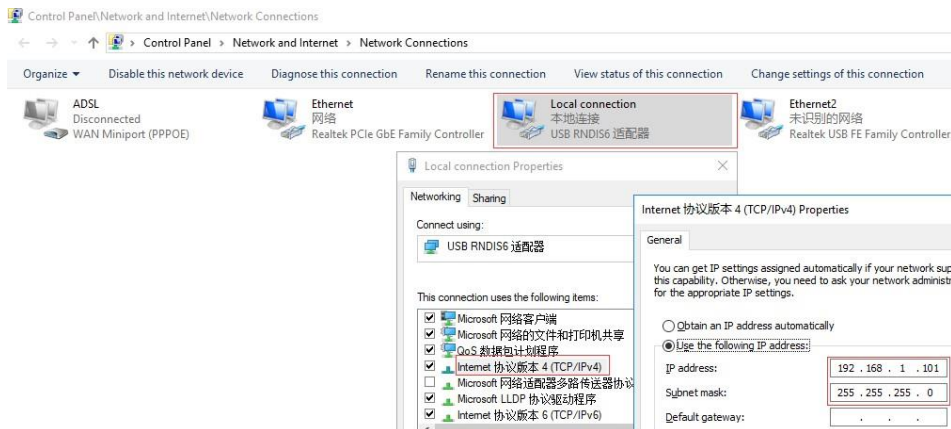 Control Panel\Network and Internet\Network Connections
Control Panel > Network and Internet > Network Connections
Organize Disable this network device Diagnose this connection Rename this connection View status of this connection Change settings of this connection
ADSL
Disconnected
WAN Miniport (PPPOE)
Ethernet
网络
Realtek PCIe GbE Family Controller
Local connection
本地连接
USB RNDIS6 适配器
Ethernet2
未识别的网络
Realtek USB FE Family Controller
Local connection Properties
Networking Sharing
Connect using:
USB RNDIS6 适配器
This connection uses the following items:
Microsoft 网络客户端
Microsoft 网络的文件和打印机共享
QoS 数据包计划程序
Internet 协议版本 4 (TCP/IPv4)
Microsoft 网络适配器多路传送器协议
Microsoft LLDP 协议驱动程序
Internet 协议版本 6 (TCP/IPv6)
Internet 协议版本 4 (TCP/IPv4) Properties
General
You can get IP settings assigned automatically if your network sup
this capability. Otherwise, you need to ask your network administr
for the appropriate IP settings.
Obtain an IP address automatically
Use the following IP address:
IP address: 192 . 168 . 1 . 101
Subnet mask: 255 . 255 . 255 . 0
Default gateway: . . .